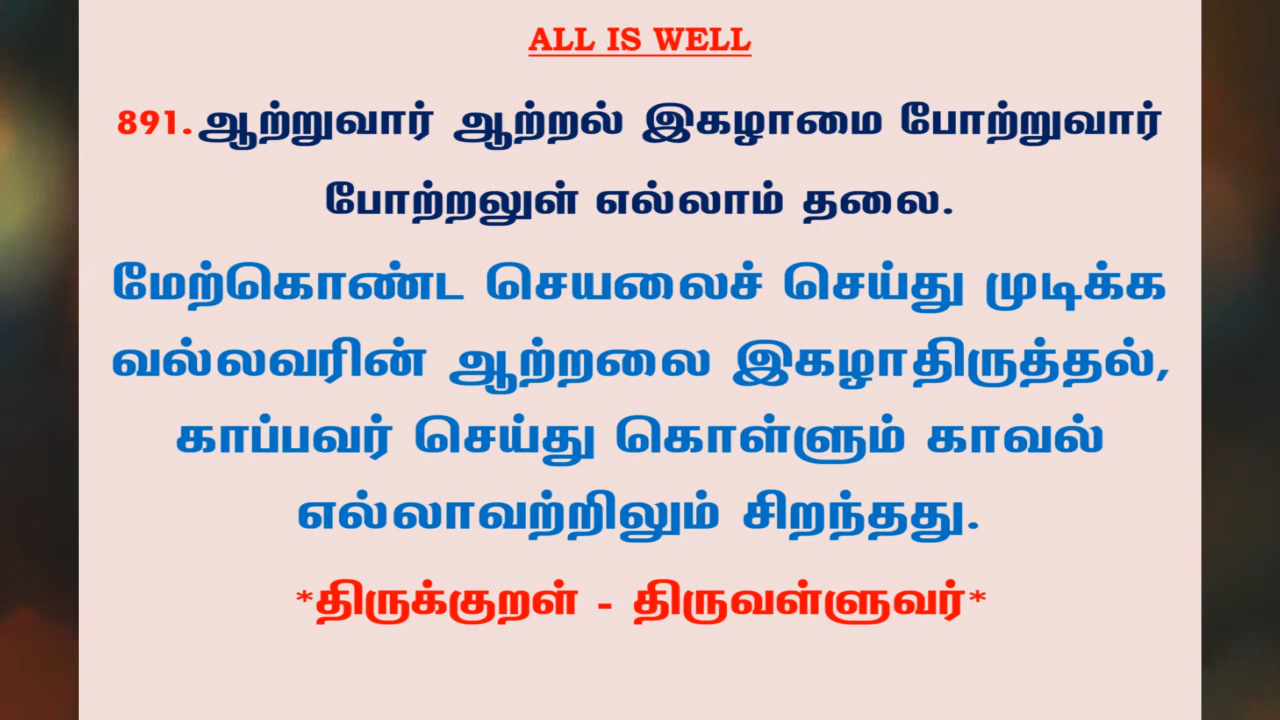 ALL IS WELL
891. ஆற்றுவார் ஆற்றல் இகழாமை போற்றுவார்
போற்றலுள் எல்லாம் தலை.
மேற்கொண்ட செயலைச் செய்து முடிக்க
வல்லவரின் ஆற்றலை இகழாதிருத்தல்,
காப்பவர் செய்து கொள்ளும் காவல்
எல்லாவற்றிலும் சிறந்தது.
*திருக்குறள் - திருவள்ளுவர்*